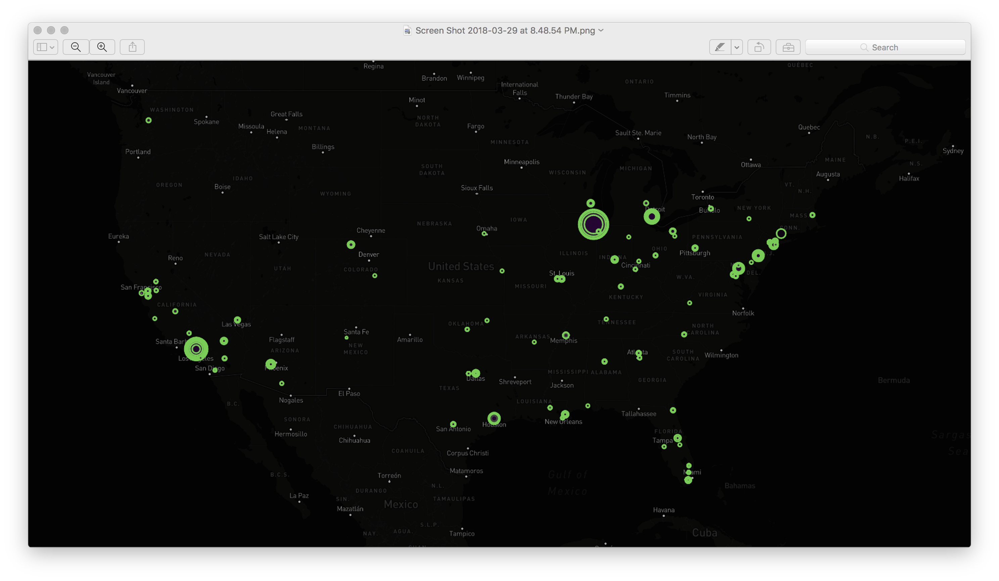 Screen Shot 2018-03-29 at 8.48.54 PM.png
Search
Regina
QUÉBEC
Vancouver
Island
Brandon
Winnipeg
ONTARIO
International
Falls
Vancouver
Thunder Bay
Timmins
Minot
WASHINGTON
Great Falls
NORTH
DAKOTA
Spokane
Missoula
Helena
MONTANA
Fargo
Quebec
Sault Ste. Marie
North Bay
N.B.
P.E.I.
MINNESOTA
Billings
Portland
Sydney
MAINE
Minneapolis
Ottawa
N.S.
SOUTH
DAKOTA
WISCONSIN
MICHIGAN
Augusta
Halifax
IDAHO
OREGON
Boise
Sioux Falls
VT.
N.H.
WYOMING
Toronto
Detroit
Buffalo
NEW YORK
MASS.
IOWA
NEBRASKA
Omaha
CONN.
Cheyenne
Eureka
Salt Lake City
PENNSYLVANIA
OHIO
Pittsburgh
NEVADA
Denver
ILLINOIS
INDIANA
N.J.
Reno
United States
Cincinnati
UTAH
COLORADO
St. Louis
DEL.
W.VA.
KANSAS
San Francisco
MISSOURI
KENTUCKY
VIRGINIA
CALIFORNIA
Norfolk
Las Vegas
OKLAHOMA
TENNESSEE
NORTH
CAROLINA
Santa Fe
Santa Barb
Flagstaff
Amarillo
ARKANSAS
Memphis
NEW
MEXICO
ARIZONA
Atlanta
SOUTH
CAROLINA
Wilmington
Los Angeles
San Diego
Phoenix
MISSISSIPPI
ALABAMA
Dallas
Shreveport
Jackson
GEORGIA
Bermuda
TEXAS
El Paso
Nogales
LOUISIANA
B.C.
Tallahassee
SONORA
New Orleans
Houston
San Antonio
CHIHUAHUA
FLORIDA
Hermosillo
Chihuahua
Tampa
Sargas
Sea
COAHUILA
Corpus Christi
Matamoros
Miami
B.C.S.
Torreón
Gulf of
Mexico
N.L.
Bahamas
DURANGO
La Paz
SIN.
TAMAULIPAS
Mexico
Mazatlán
Havana
S.L.P.
NAY.
AGUA.
Tampico
Cuba